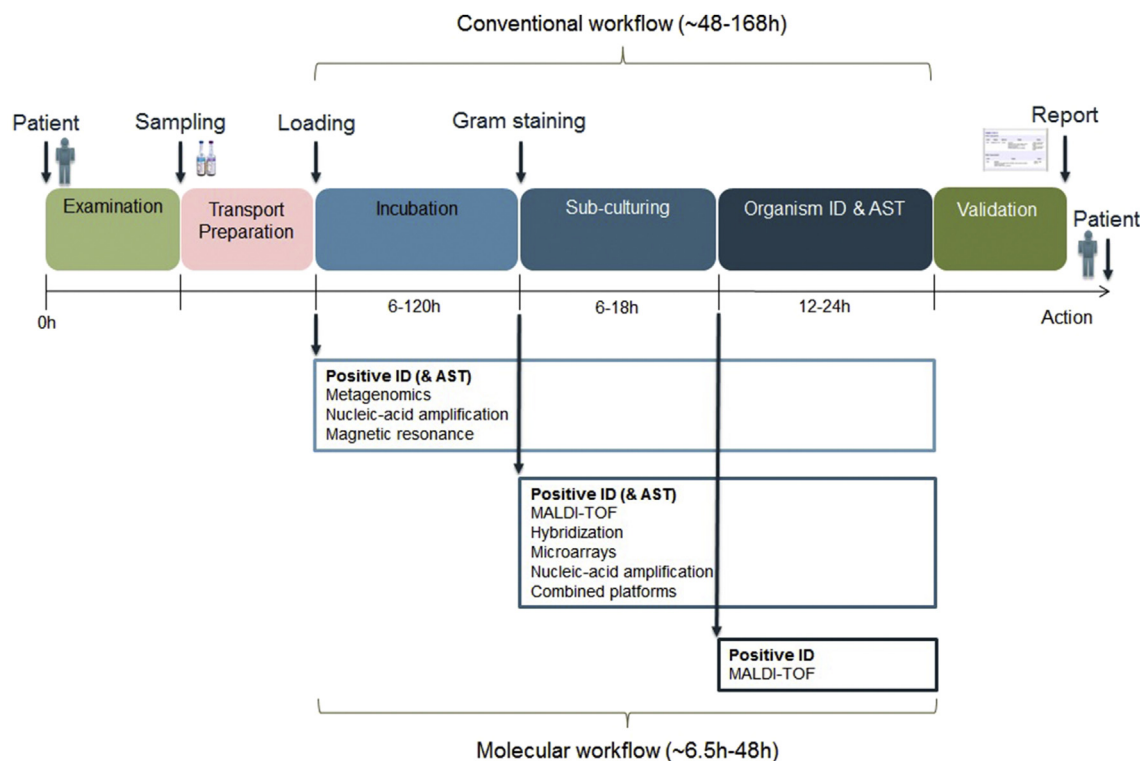 Conventional workflow (~48-168h)
Patient
Sampling
Loading
Gram staining
Report
Examination
Transport
Preparation
Incubation
Sub-culturing
Organism ID & AST
Validation
Patient
0h
6-120h
6-18h
12-24h
Action
Positive ID (& AST)
Metagenomics
Nucleic-acid amplification
Magnetic resonance
Positive ID (& AST)
MALDI-TOF
Hybridization
Microarrays
Nucleic-acid amplification
Combined platforms
Positive ID
MALDI-TOF
Molecular workflow (~6.5h-48h)